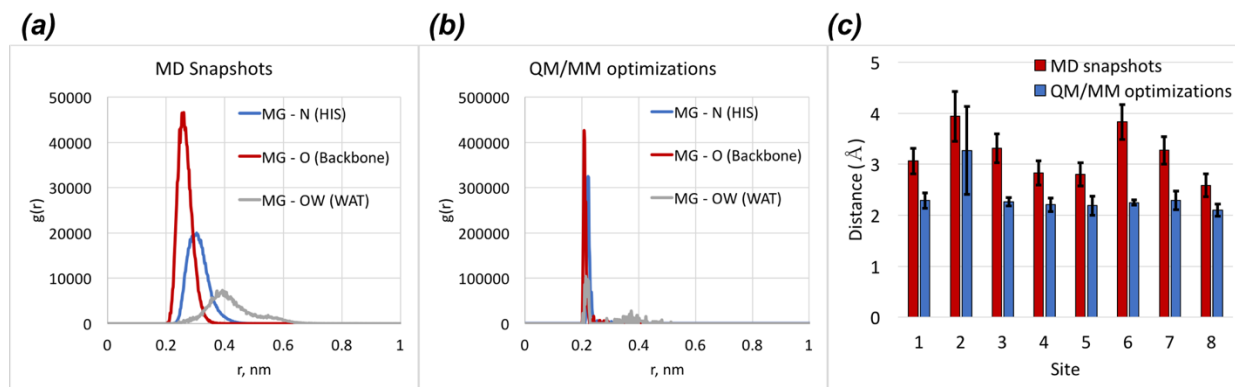 (a)
MD Snapshots
50000
40000
30000
20000
10000
0
g(r)
MG - N (HIS)
MG - O (Backbone)
MG - OW (WAT)
0 0.2 0.4 0.6 0.8 1
r, nm
(b)
QM/MM optimizations
500000
400000
300000
200000
100000
0
g(r)
MG - N (HIS)
MG - O (Backbone)
MG - OW (WAT)
0 0.2 0.4 0.6 0.8 1
r, nm
(c)
5
4
3
2
1
0
Distance (Å)
MD snapshots
QM/MM optimizations
1 2 3 4 5 6 7 8
Site